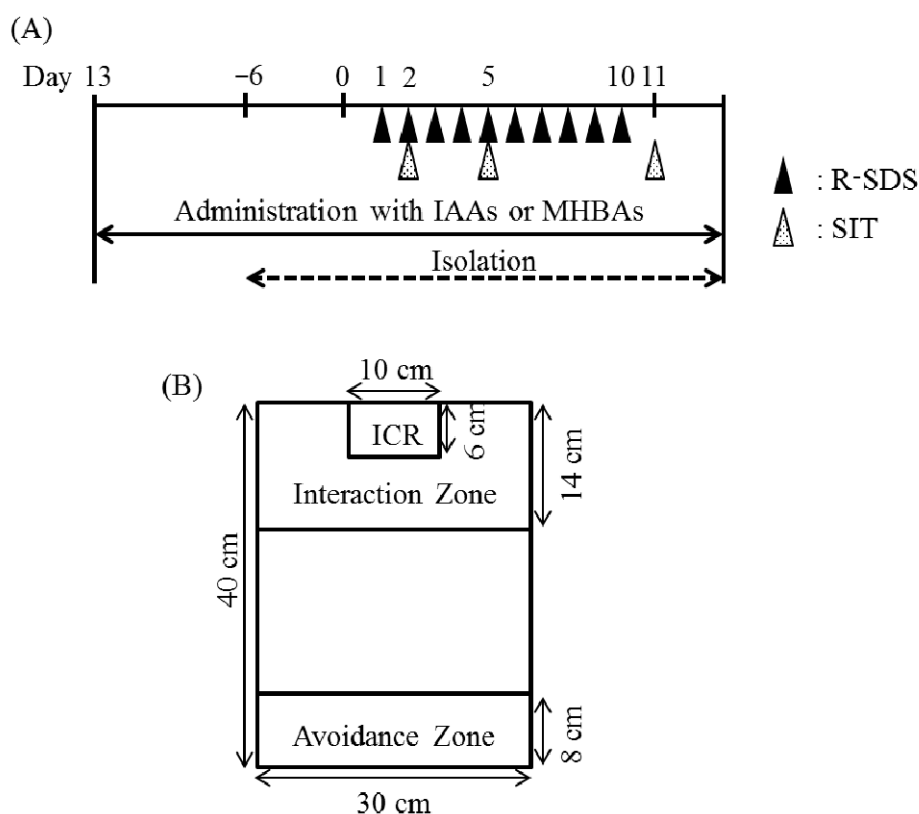 (A)
Day 13 −6 0 1 2 5 10 11
: R-SDS
: SIT
Administration with IAAs or MHBAs
Isolation
(B)
10 cm
ICR
6 cm
Interaction Zone
14 cm
40 cm
Avoidance Zone
8 cm
30 cm